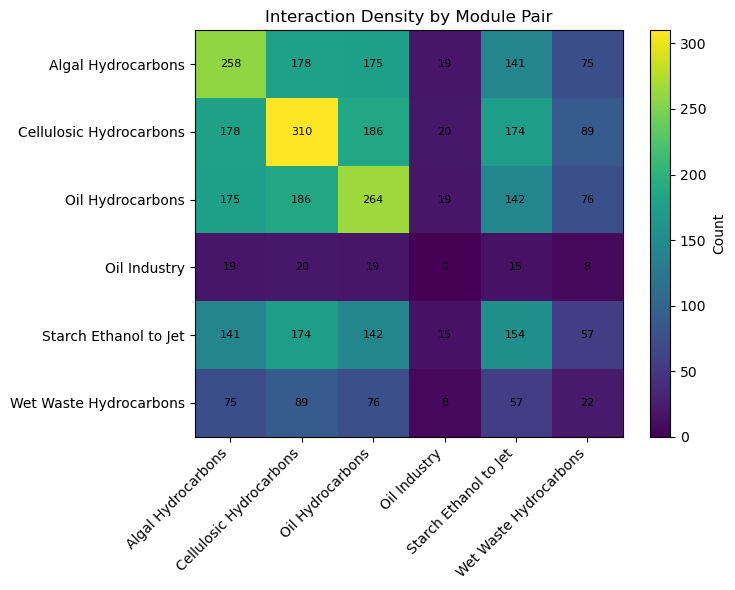 Interaction Density by Module Pair
Algal Hydrocarbons 258 178 175 19 141 75
Cellulosic Hydrocarbons 178 310 186 20 174 89
Oil Hydrocarbons 175 186 264 19 142 76
Oil Industry 19 20 19 0 15 8
Starch Ethanol to Jet 141 174 142 15 154 57
Wet Waste Hydrocarbons 75 89 76 8 57 22
Algal Hydrocarbons
Cellulosic Hydrocarbons
Oil Hydrocarbons
Oil Industry
Starch Ethanol to Jet
Wet Waste Hydrocarbons
300
250
200
150
100
50
0
Count